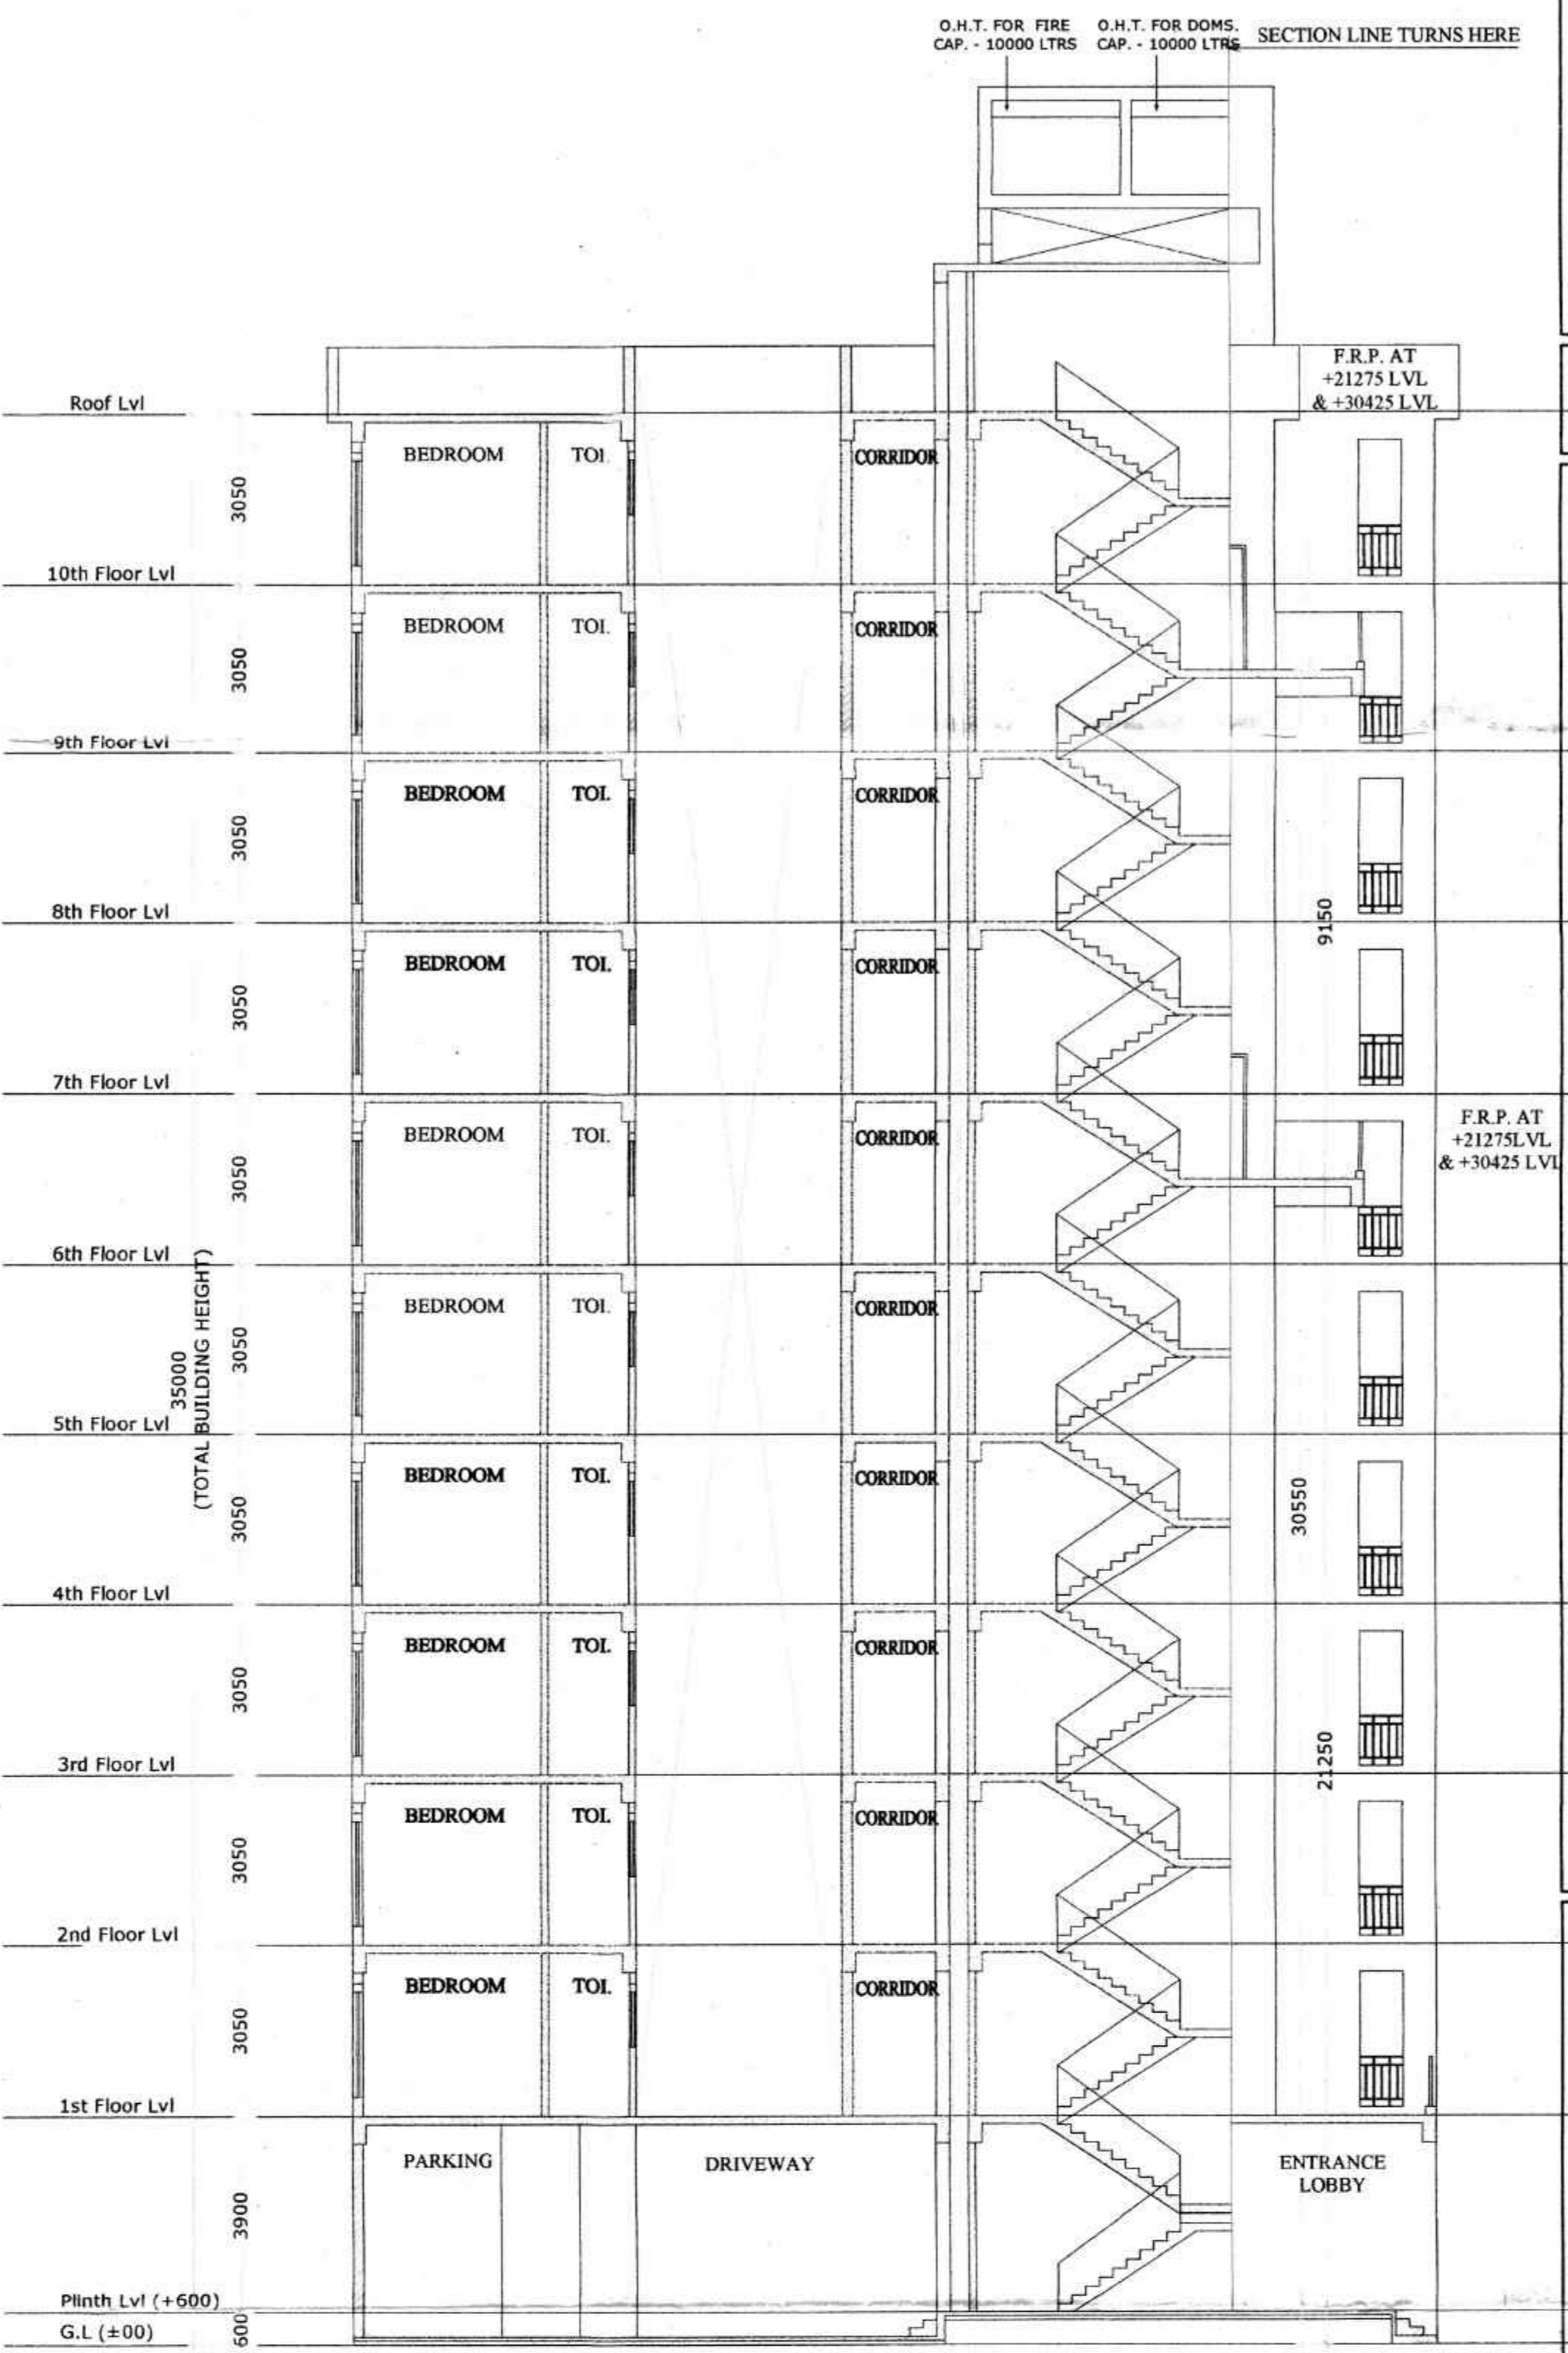 O.H.T. FOR FIRE
CAP. - 10000 LTRS
O.H.T. FOR DOMS.
CAP. - 10000 LTRS
SECTION LINE TURNS HERE
F.R.P. AT
+21275 LVL
& +30425 LVL
Roof Lvl
BEDROOM
TOI.
CORRIDOR
3050
10th Floor Lvl
BEDROOM
TOI.
CORRIDOR
3050
9th Floor Lvl
BEDROOM
TOI.
CORRIDOR
3050
8th Floor Lvl
9150
BEDROOM
TOI.
CORRIDOR
3050
7th Floor Lvl
BEDROOM
TOI.
CORRIDOR
F.R.P. AT
+21275LVL
& +30425 LVL
3050
6th Floor Lvl
BEDROOM
TOI.
CORRIDOR
3050
35000
(TOTAL BUILDING HEIGHT)
5th Floor Lvl
BEDROOM
TOI.
CORRIDOR
3050
30550
4th Floor Lvl
BEDROOM
TOI.
CORRIDOR
3050
3rd Floor Lvl
21250
BEDROOM
TOI.
CORRIDOR
3050
2nd Floor Lvl
BEDROOM
TOI.
CORRIDOR
3050
1st Floor Lvl
PARKING
DRIVEWAY
ENTRANCE
LOBBY
3900
Plinth Lvl (+600)
G.L (±00)
600